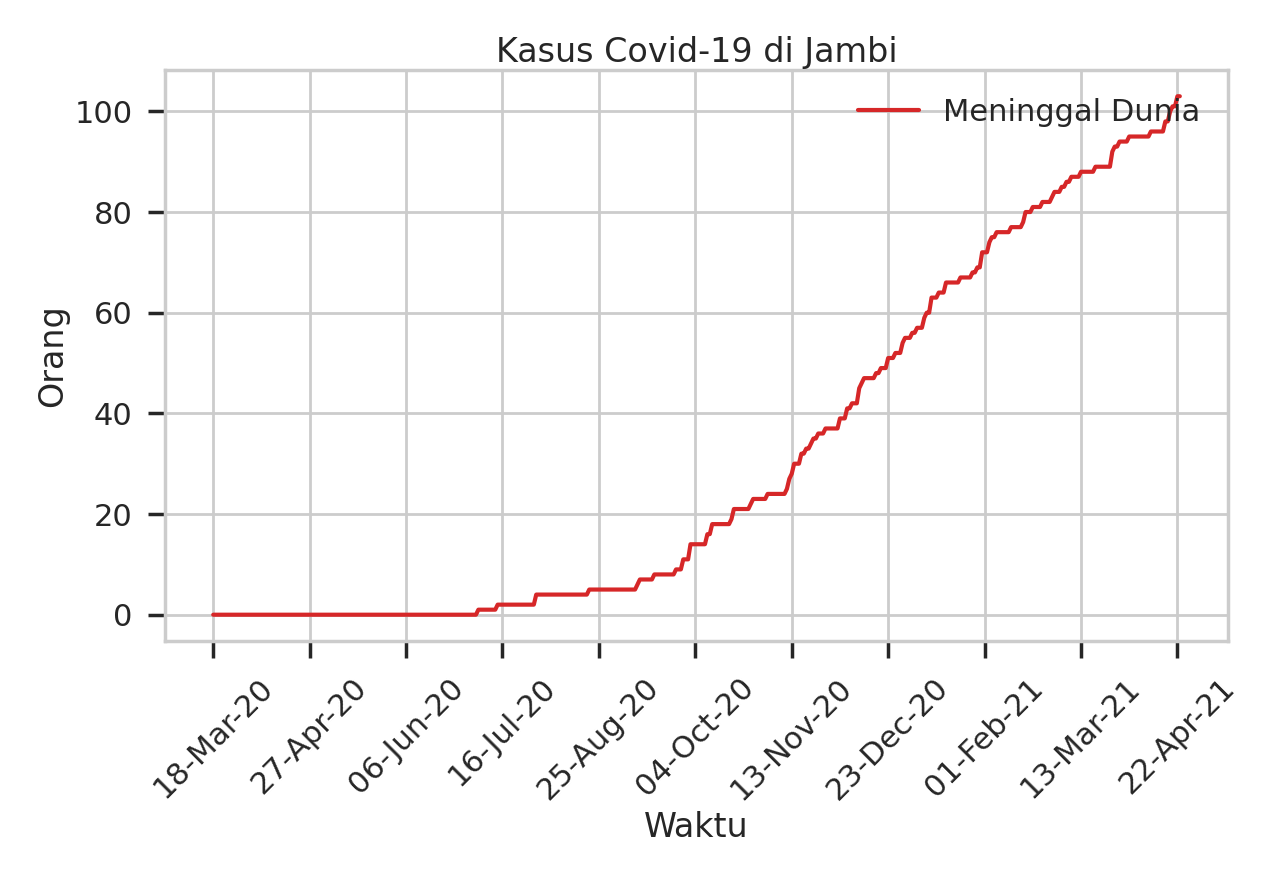 Kasus Covid-19 di Jambi
Meninggal Dunia
Orang
100
80
60
40
20
0
18-Mar-20
27-Apr-20
06-Jun-20
16-Jul-20
25-Aug-20
04-Oct-20
13-Nov-20
23-Dec-20
01-Feb-21
13-Mar-21
22-Apr-21
Waktu